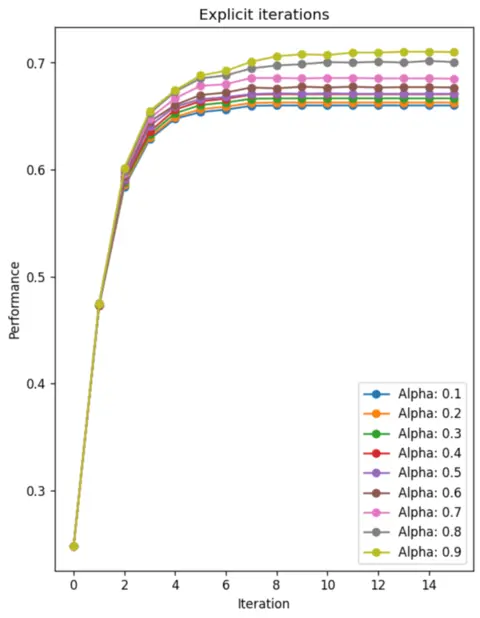 Explicit iterations
Performance
0.7
0.6
0.5
0.4
0.3
Alpha: 0.1
Alpha: 0.2
Alpha: 0.3
Alpha: 0.4
Alpha: 0.5
Alpha: 0.6
Alpha: 0.7
Alpha: 0.8
Alpha: 0.9
0 2 4 6 8 10 12 14
Iteration